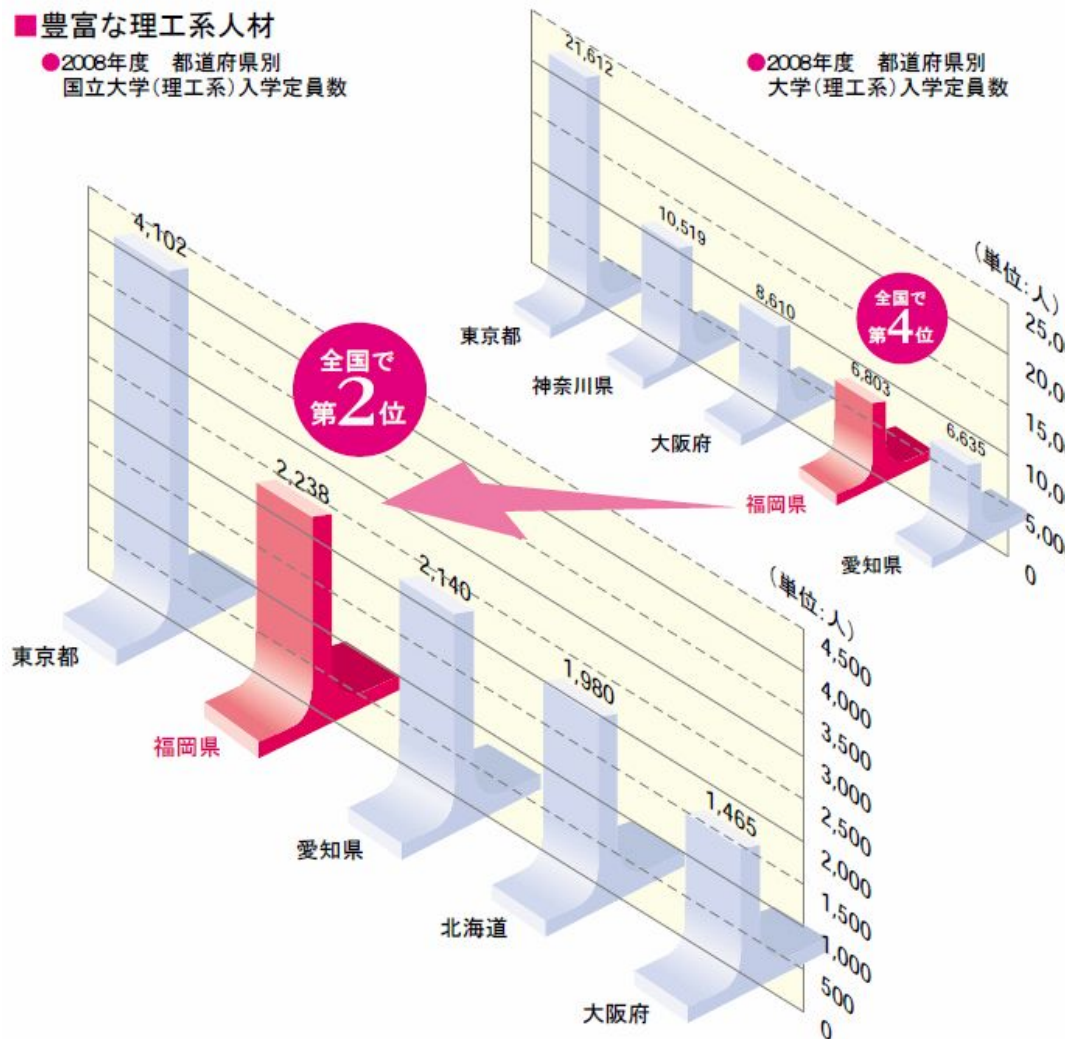 ■豊富な理工系人材
●2008年度　都道府県別
国立大学(理工系)入学定員数
●2008年度　都道府県別
大学(理工系)入学定員数
21,612
10,519
8,610
6,803
6,635
全国で
第4位
(単位:人)
25,00
20,00
15,00
10,00
5,00
0
東京都
神奈川県
大阪府
福岡県
愛知県
4,102
2,238
2,140
1,980
1,465
全国で
第2位
(単位:人)
4,500
4,000
3,500
3,000
2,500
2,000
1,500
1,000
500
0
東京都
福岡県
愛知県
北海道
大阪府